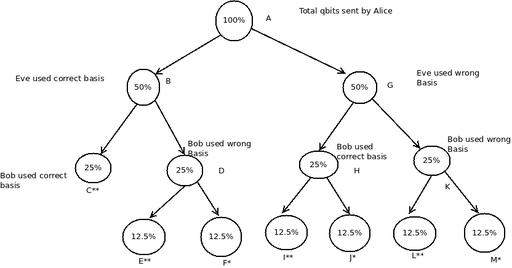 100%
A
Total qbits sent by Alice
Eve used correct basis
50%
B
50%
G
Eve used wrong
Basis
Bob used correct
basis
25%
C**
Bob used wrong
Basis
25%
D
Bob used
correct basis
25%
H
Bob used wrong
Basis
25%
K
12.5%
E**
12.5%
F*
12.5%
I**
12.5%
J*
12.5%
L**
12.5%
M*